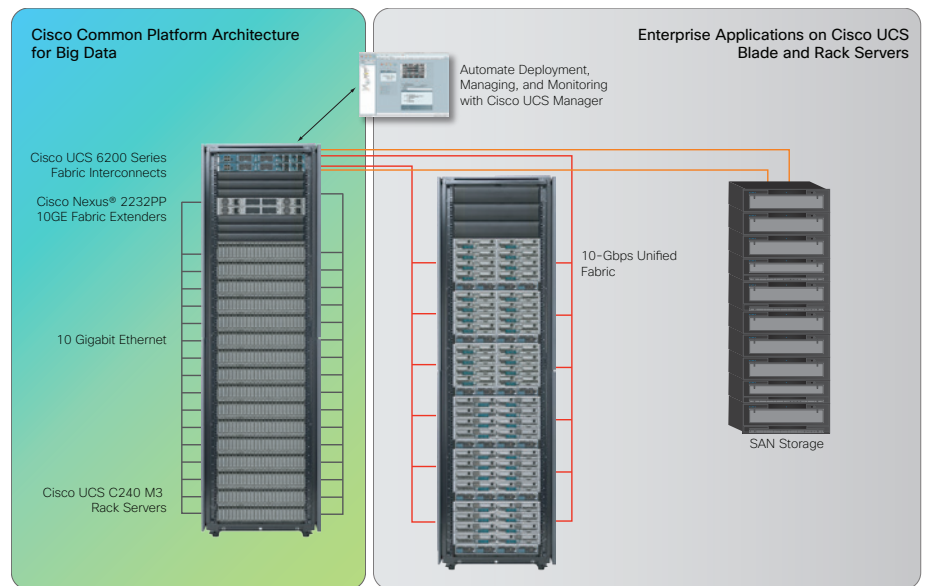 Cisco Common Platform Architecture
for Big Data
Enterprise Applications on Cisco UCS
Blade and Rack Servers
Automate Deployment,
Managing, and Monitoring
with Cisco UCS Manager
Cisco UCS 6200 Series
Fabric Interconnects
Cisco Nexus® 2232PP
10GE Fabric Extenders
10-Gbps Unified
Fabric
10 Gigabit Ethernet
SAN Storage
Cisco UCS C240 M3
Rack Servers